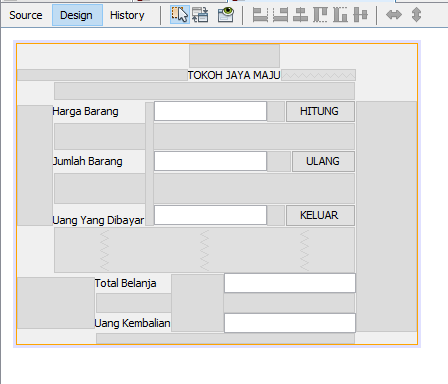 Source Design History
TOKOH JAYA MAJU
Harga Barang HITUNG
Jumlah Barang ULANG
Uang Yang Dibayar KELUAR
Total Belanja
Uang Kembalian